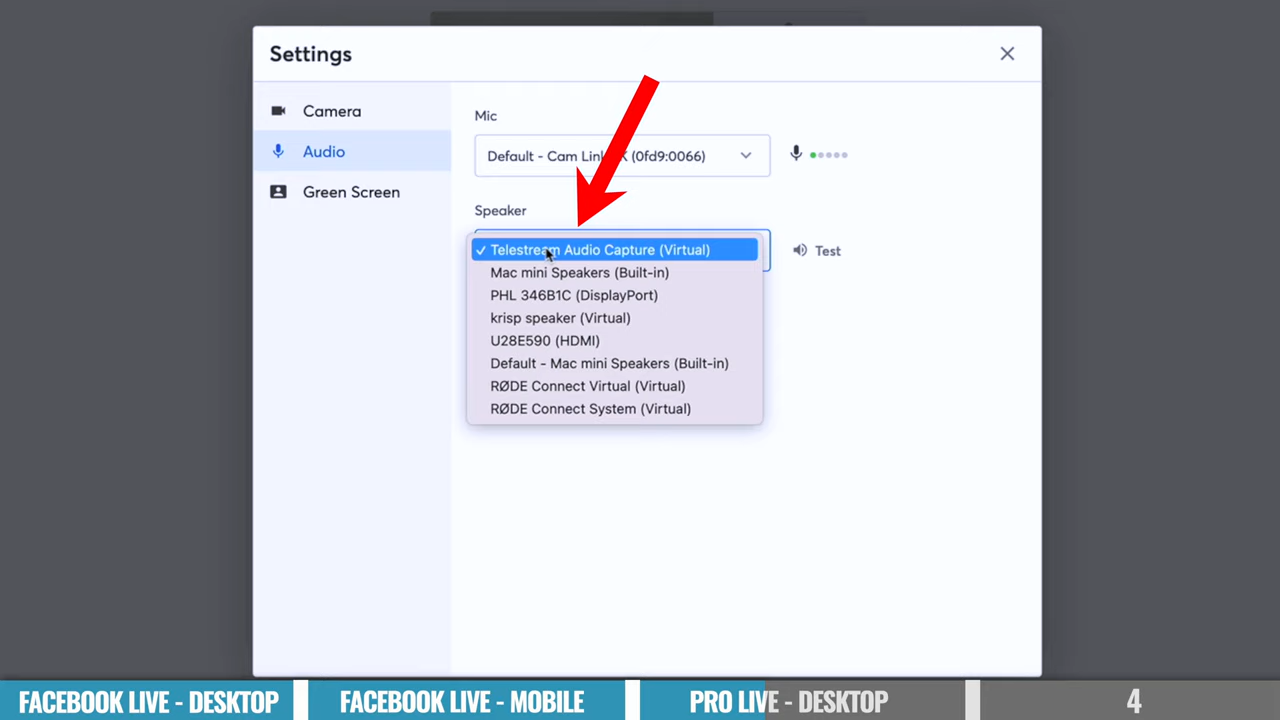 Settings
Camera
Audio
Green Screen
Mic
Default - Cam Lin (0fd9:0066)
Speaker
Telestream Audio Capture (Virtual)
Test
Mac mini Speakers (Built-in)
PHL 346B1C (DisplayPort)
krisp speaker (Virtual)
U28E590 (HDMI)
Default - Mac mini Speakers (Built-in)
RØDE Connect Virtual (Virtual)
RØDE Connect System (Virtual)
FACEBOOK LIVE - DESKTOP
FACEBOOK LIVE - MOBILE
PRO LIVE - DESKTOP
4